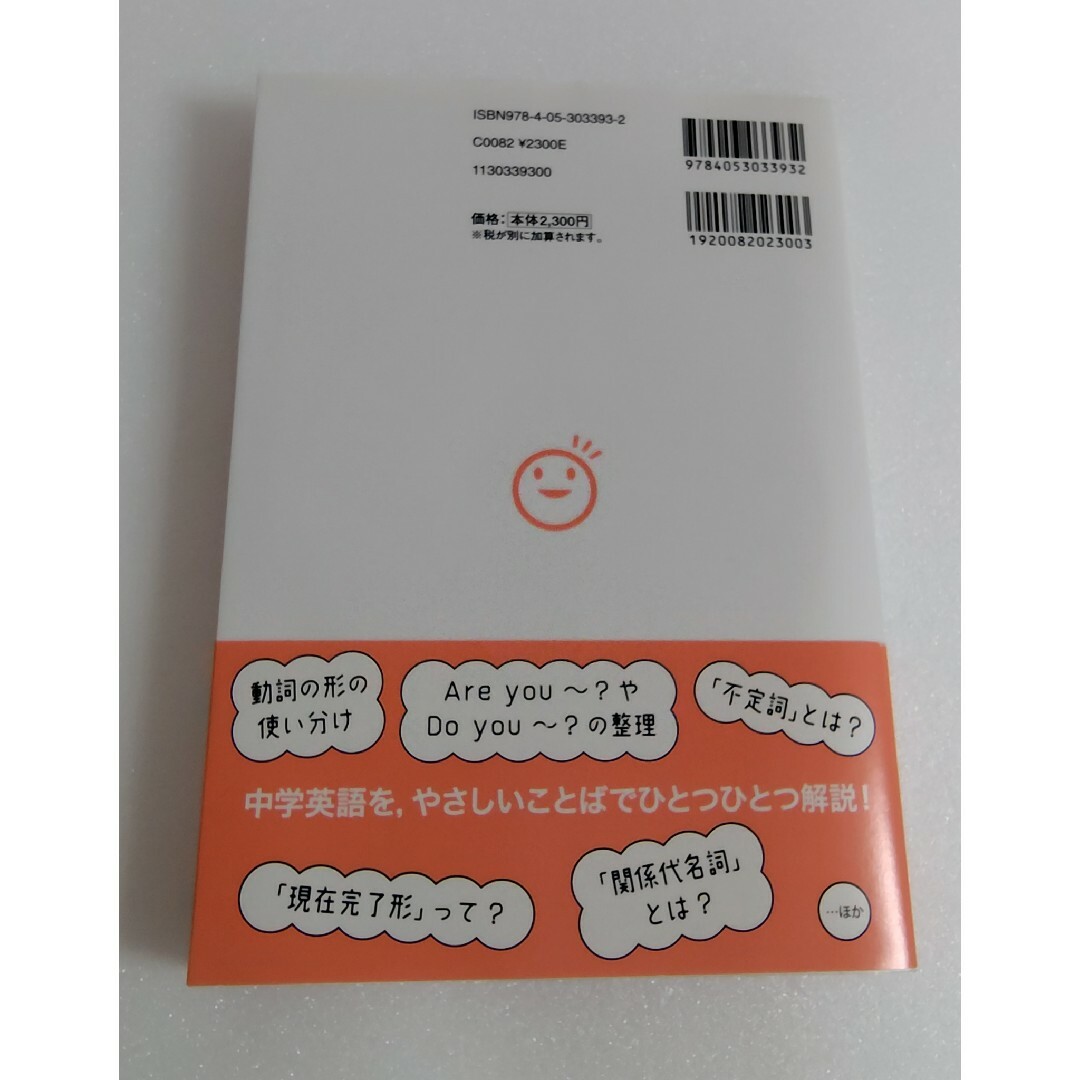 ISBN978-4-05-303393-2
C0082 ¥2300E
1130339300
価格：本体2,300円
※税が別に加算されます。
9784053033932
1920082023003
動詞の形の
使い分け
Are you ～？や
Do you ～？の整理
「不定詞」とは？
中学英語を，やさしいことばでひとつひとつ解説！
「現在完了形」って？
「関係代名詞」
とは？
…ほか